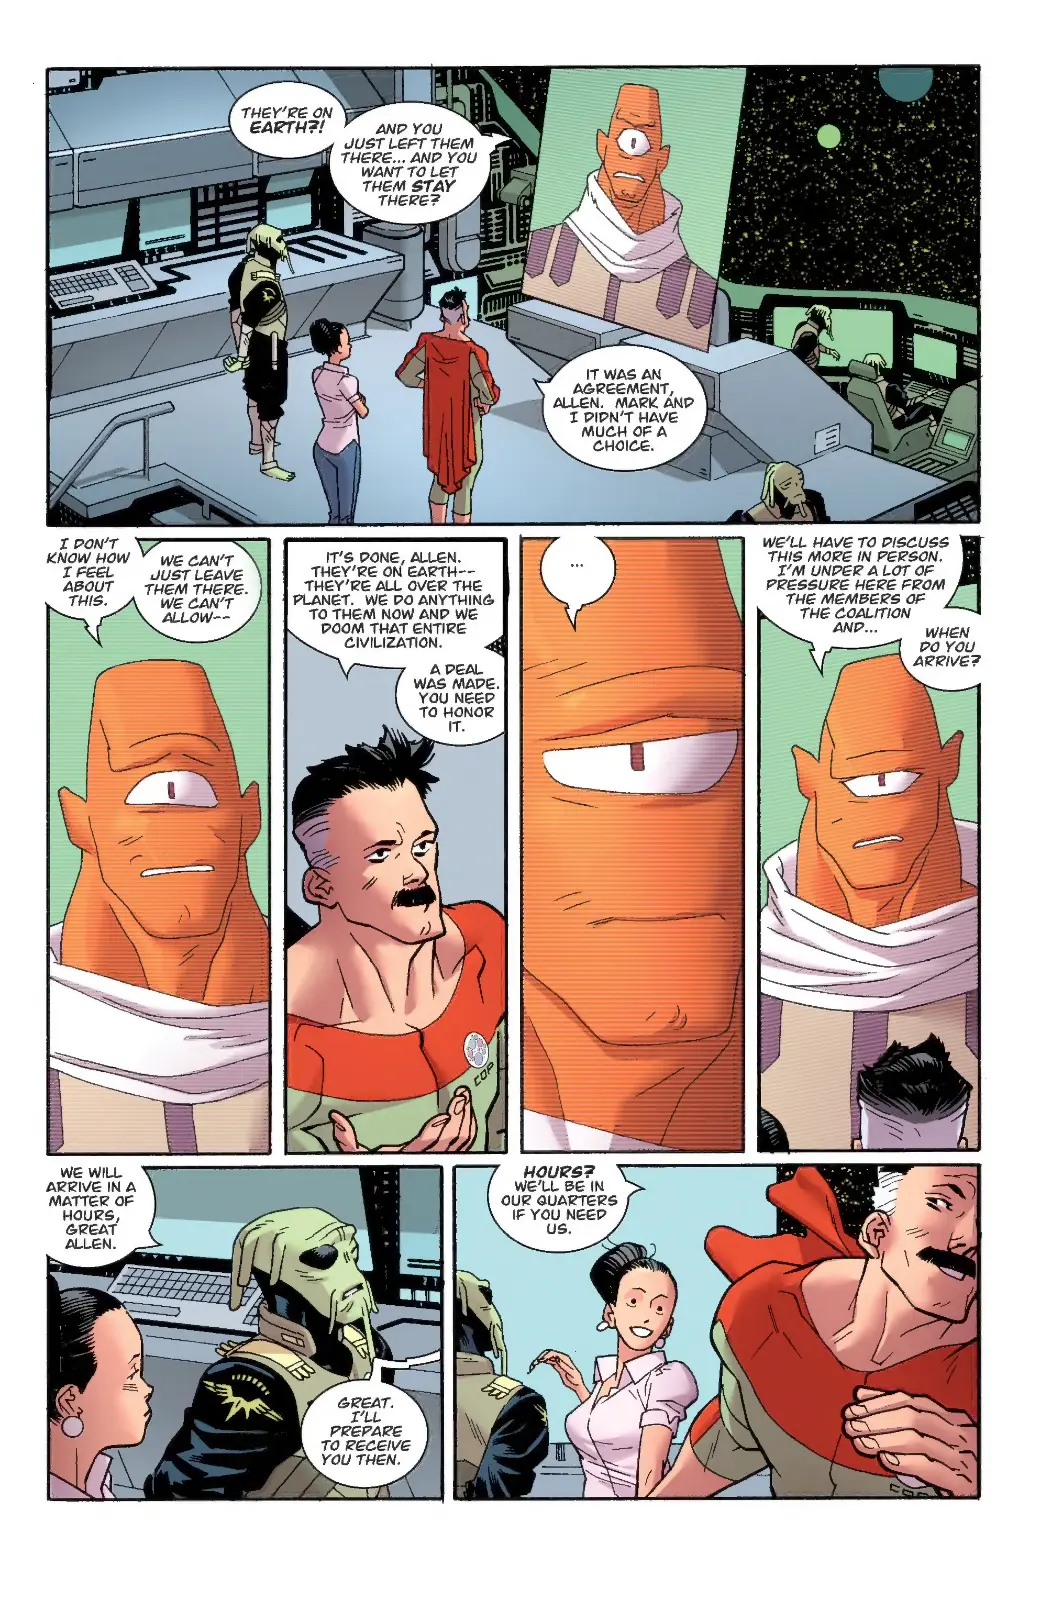 THEY'RE ON
EARTH?!
AND YOU
JUST LEFT THEM
THERE... AND YOU
WANT TO LET
THEM STAY
THERE?
IT WAS AN
AGREEMENT,
ALLEN. MARK AND
I DIDN'T HAVE
MUCH OF A
CHOICE.
I DON'T
KNOW HOW
I FEEL
ABOUT
THIS.
WE CAN'T
JUST LEAVE
THEM THERE.
WE CAN'T
ALLOW--
IT'S DONE, ALLEN.
THEY'RE ON EARTH--
THEY'RE ALL OVER THE
PLANET. WE DO ANYTHING
TO THEM NOW AND WE
DOOM THAT ENTIRE
CIVILIZATION.
A DEAL
WAS MADE.
YOU NEED
TO HONOR
IT.
COP
...
WE'LL HAVE TO DISCUSS
THIS MORE IN PERSON.
I'M UNDER A LOT OF
PRESSURE HERE FROM
THE MEMBERS OF
THE COALITION
AND...
WHEN
DO YOU
ARRIVE?
WE WILL
ARRIVE IN A
MATTER OF
HOURS,
GREAT
ALLEN.
GREAT.
I'LL
PREPARE
TO RECEIVE
YOU THEN.
HOURS?
WE'LL BE IN
OUR QUARTERS
IF YOU NEED
US.
COP